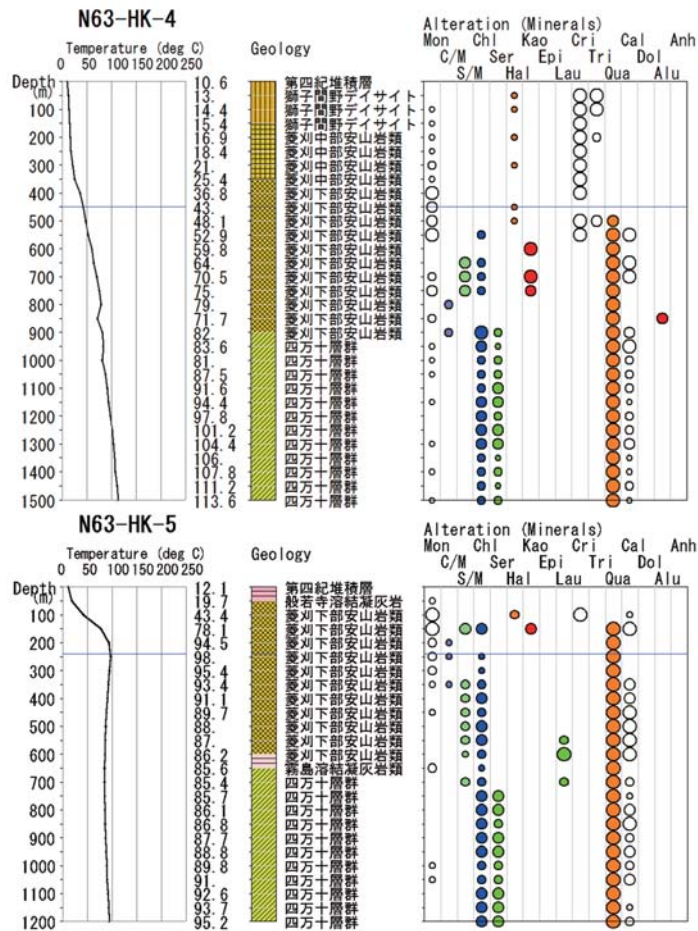 N63-HK-4
Temperature (deg C)
0 50 100 150 200 250
Geology
Alteration (Minerals)
Mon Chl Kao Cri Cal Anh
C/M Ser Epi Tri Dol
S/M Hal Lau Qua Alu
Depth (m)
10.6 第四紀堆積層
13. 獅子間野デイサイト
100 14.4 獅子間野デイサイト
15.4 獅子間野デイサイト
200 16.9 菱刈中部安山岩類
18.4 菱刈中部安山岩類
300 21. 菱刈中部安山岩類
25.4 菱刈中部安山岩類
400 36.8 菱刈下部安山岩類
43. 菱刈下部安山岩類
500 48.1 菱刈下部安山岩類
52.9 菱刈下部安山岩類
600 59.8 菱刈下部安山岩類
64. 菱刈下部安山岩類
700 70.5 菱刈下部安山岩類
75. 菱刈下部安山岩類
800 79. 菱刈下部安山岩類
71.7 菱刈下部安山岩類
900 82. 菱刈下部安山岩類
83.6 四万十層群
1000 81. 四万十層群
87.5 四万十層群
1100 91.6 四万十層群
94.4 四万十層群
1200 97.8 四万十層群
101.2 四万十層群
1300 104.4 四万十層群
106. 四万十層群
1400 107.8 四万十層群
111.2 四万十層群
1500 113.6 四万十層群
N63-HK-5
Temperature (deg C)
0 50 100 150 200 250
Geology
Alteration (Minerals)
Mon Chl Kao Cri Cal Anh
C/M Ser Epi Tri Dol
S/M Hal Lau Qua Alu
Depth (m)
12.1 第四紀堆積層
19.7 般若寺溶結凝灰岩
100 43.4 菱刈下部安山岩類
78.1 菱刈下部安山岩類
200 94.5 菱刈下部安山岩類
98. 菱刈下部安山岩類
300 95.4 菱刈下部安山岩類
93.4 菱刈下部安山岩類
400 91.1 菱刈下部安山岩類
89.7 菱刈下部安山岩類
500 88. 菱刈下部安山岩類
87. 菱刈下部安山岩類
600 86.2 菱刈下部安山岩類
85.6 霧島溶結凝灰岩類
700 85.4 四万十層群
85.7 四万十層群
800 86.1 四万十層群
86.8 四万十層群
900 87.7 四万十層群
88.8 四万十層群
1000 89.8 四万十層群
91. 四万十層群
1100 92.6 四万十層群
93.7 四万十層群
1200 95.2 四万十層群